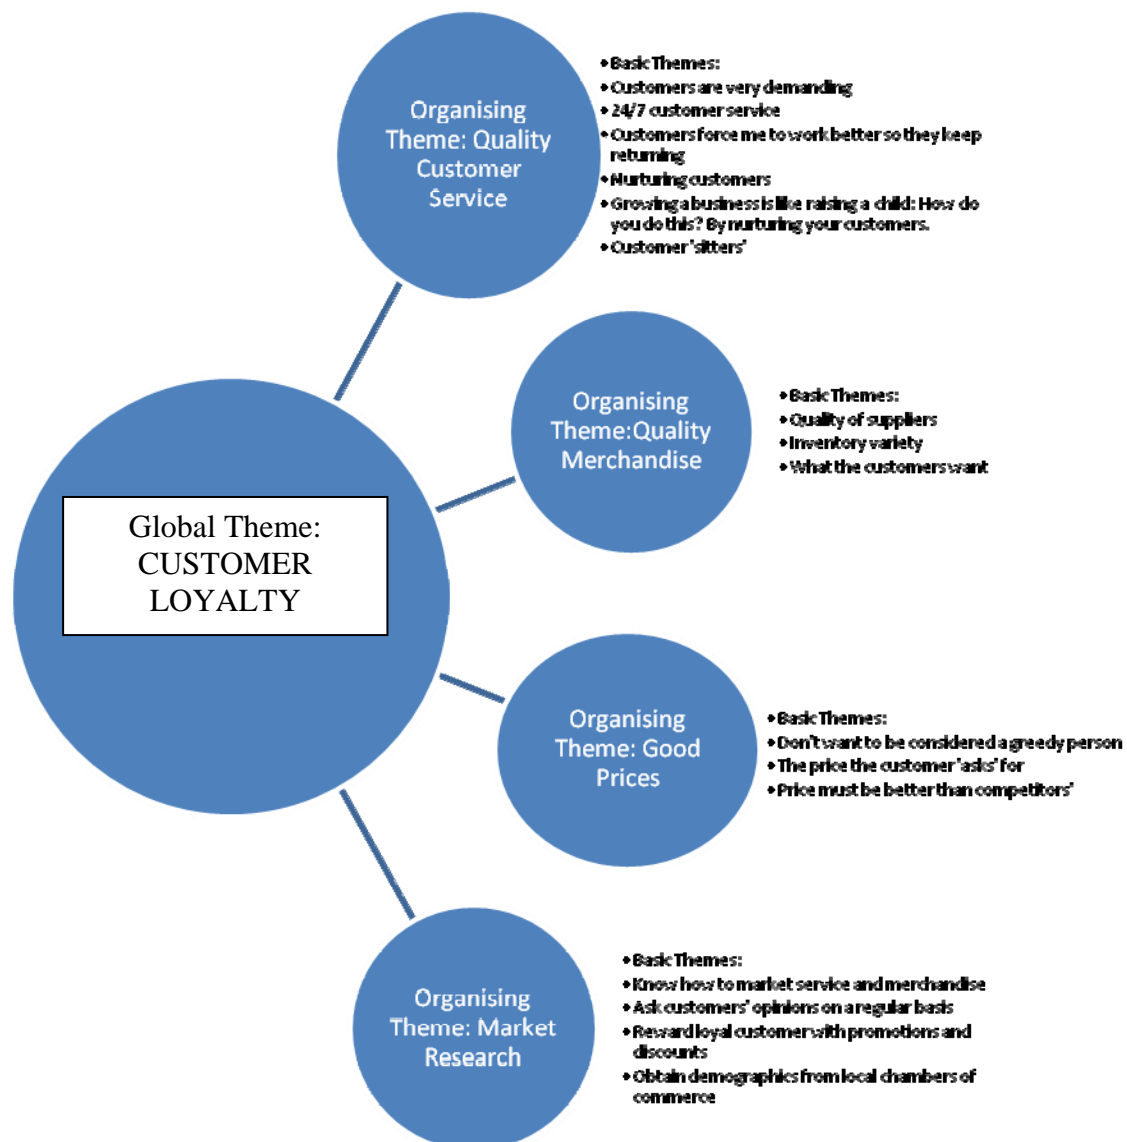 Organising
Theme: Quality
Customer
Service
• Basic Themes:
• Customers are very demanding
• 24/7 customer service
• Customers force me to work better so they keep
returning
• Nurturing customers
• Growing a business is like raising a child: How do
you do this? By nurturing your customers.
• Customer 'sitters'
Organising
Theme:Quality
Merchandise
• Basic Themes:
• Quality of suppliers
• Inventory variety
• What the customers want
Global Theme:
CUSTOMER
LOYALTY
Organising
Theme: Good
Prices
• Basic Themes:
• Don't want to be considered a greedy person
• The price the customer 'asks' for
• Price must be better than competitors'
Organising
Theme: Market
Research
• Basic Themes:
• Know how to market service and merchandise
• Ask customers' opinions on a regular basis
• Reward loyal customer with promotions and
discounts
• Obtain demographics from local chambers of
commerce